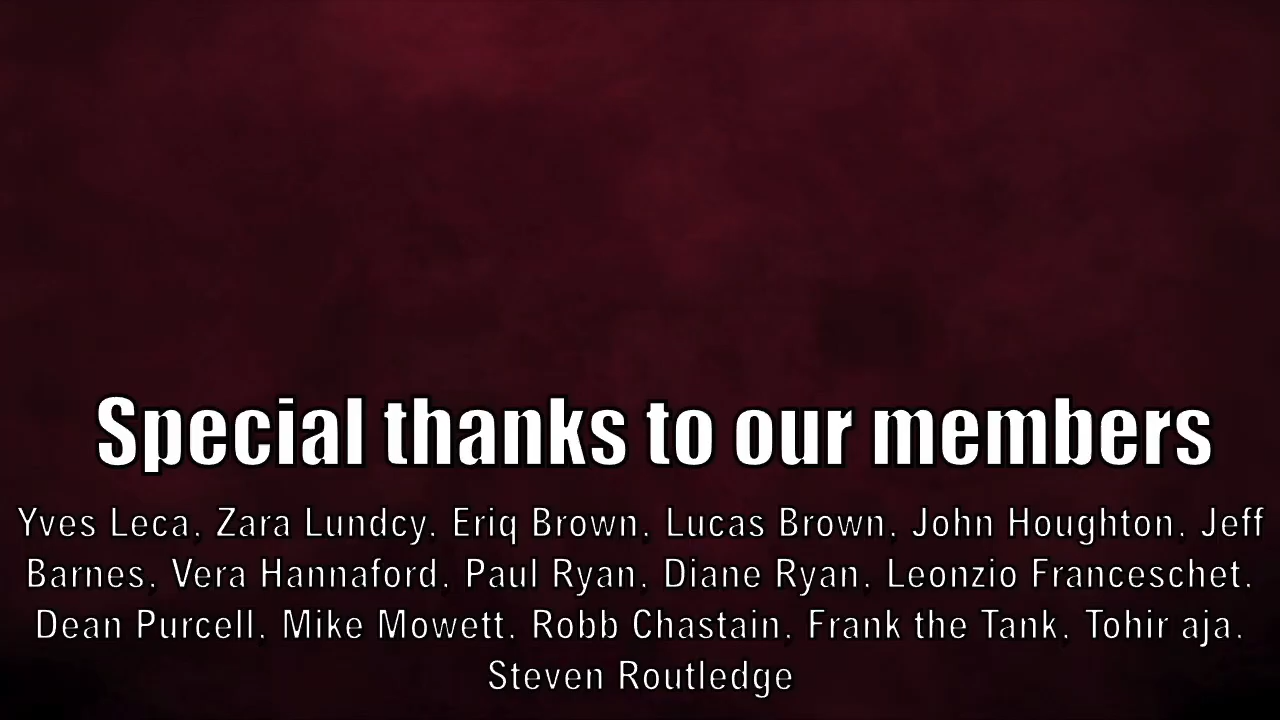 Special thanks to our members
Yves Leca, Zara Lundcy, Eriq Brown, Lucas Brown, John Houghton, Jeff
Barnes, Vera Hannaford, Paul Ryan, Diane Ryan, Leonzio Franceschet,
Dean Purcell, Mike Mowett, Robb Chastain, Frank the Tank, Tohir aja,
Steven Routledge